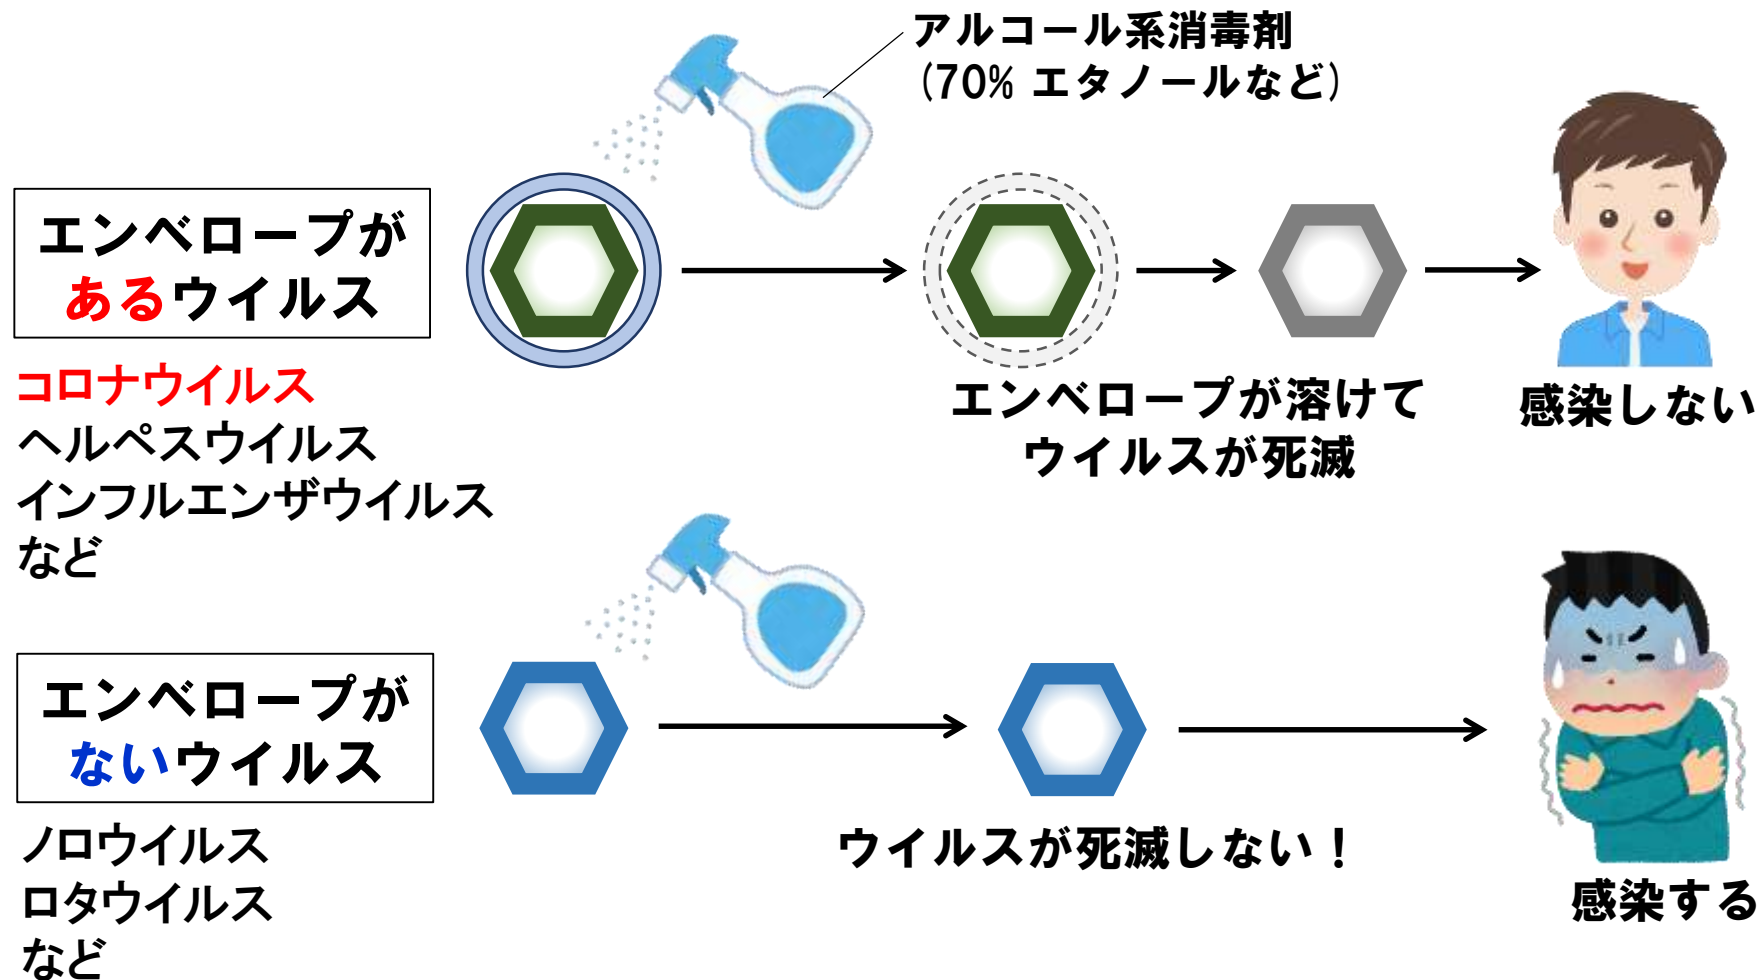 アルコール系消毒剤
(70% エタノールなど)
エンベロープが
あるウイルス
コロナウイルス
ヘルペスウイルス
インフルエンザウイルス
など
エンベロープが溶けて
ウイルスが死滅
感染しない
エンベロープが
ないウイルス
ノロウイルス
ロタウイルス
など
ウイルスが死滅しない！
感染する